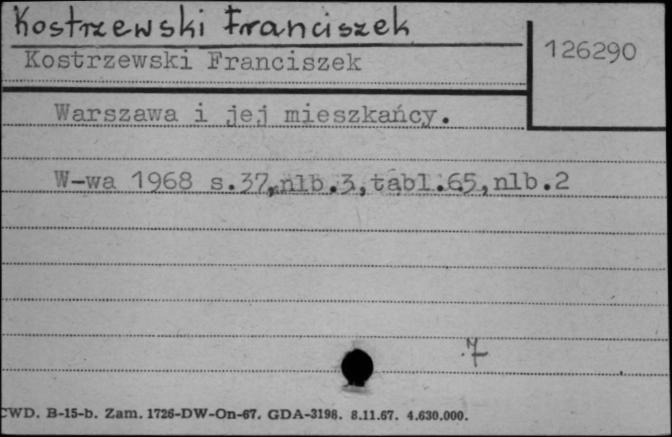 Kostrzewski Franciszek
126290
Kostrzewski Franciszek
Warszawa i jej mieszkańcy.
W-wa 1968 s.37,nlb.3,tabl.65,nlb.2
7
CWD. B-15-b. Zam. 1726-DW-On-67. GDA-3198. 8.11.67. 4.630.000.